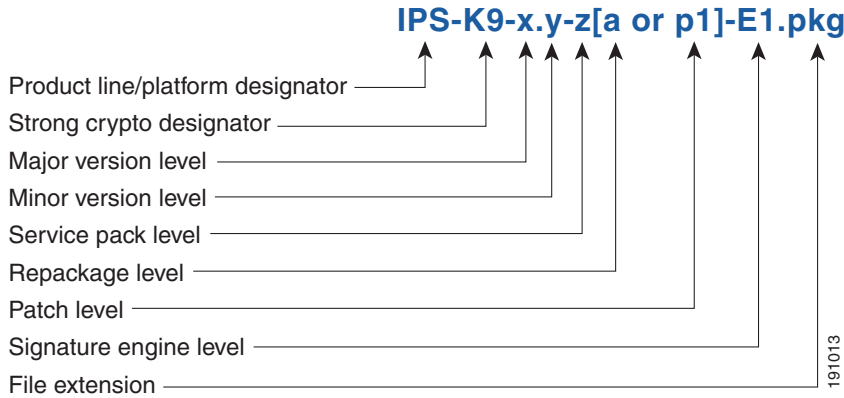 IPS-K9-x.y-z[a or p1]-E1.pkg
Product line/platform designator
Strong crypto designator
Major version level
Minor version level
Service pack level
Repackage level
Patch level
Signature engine level
File extension
191013